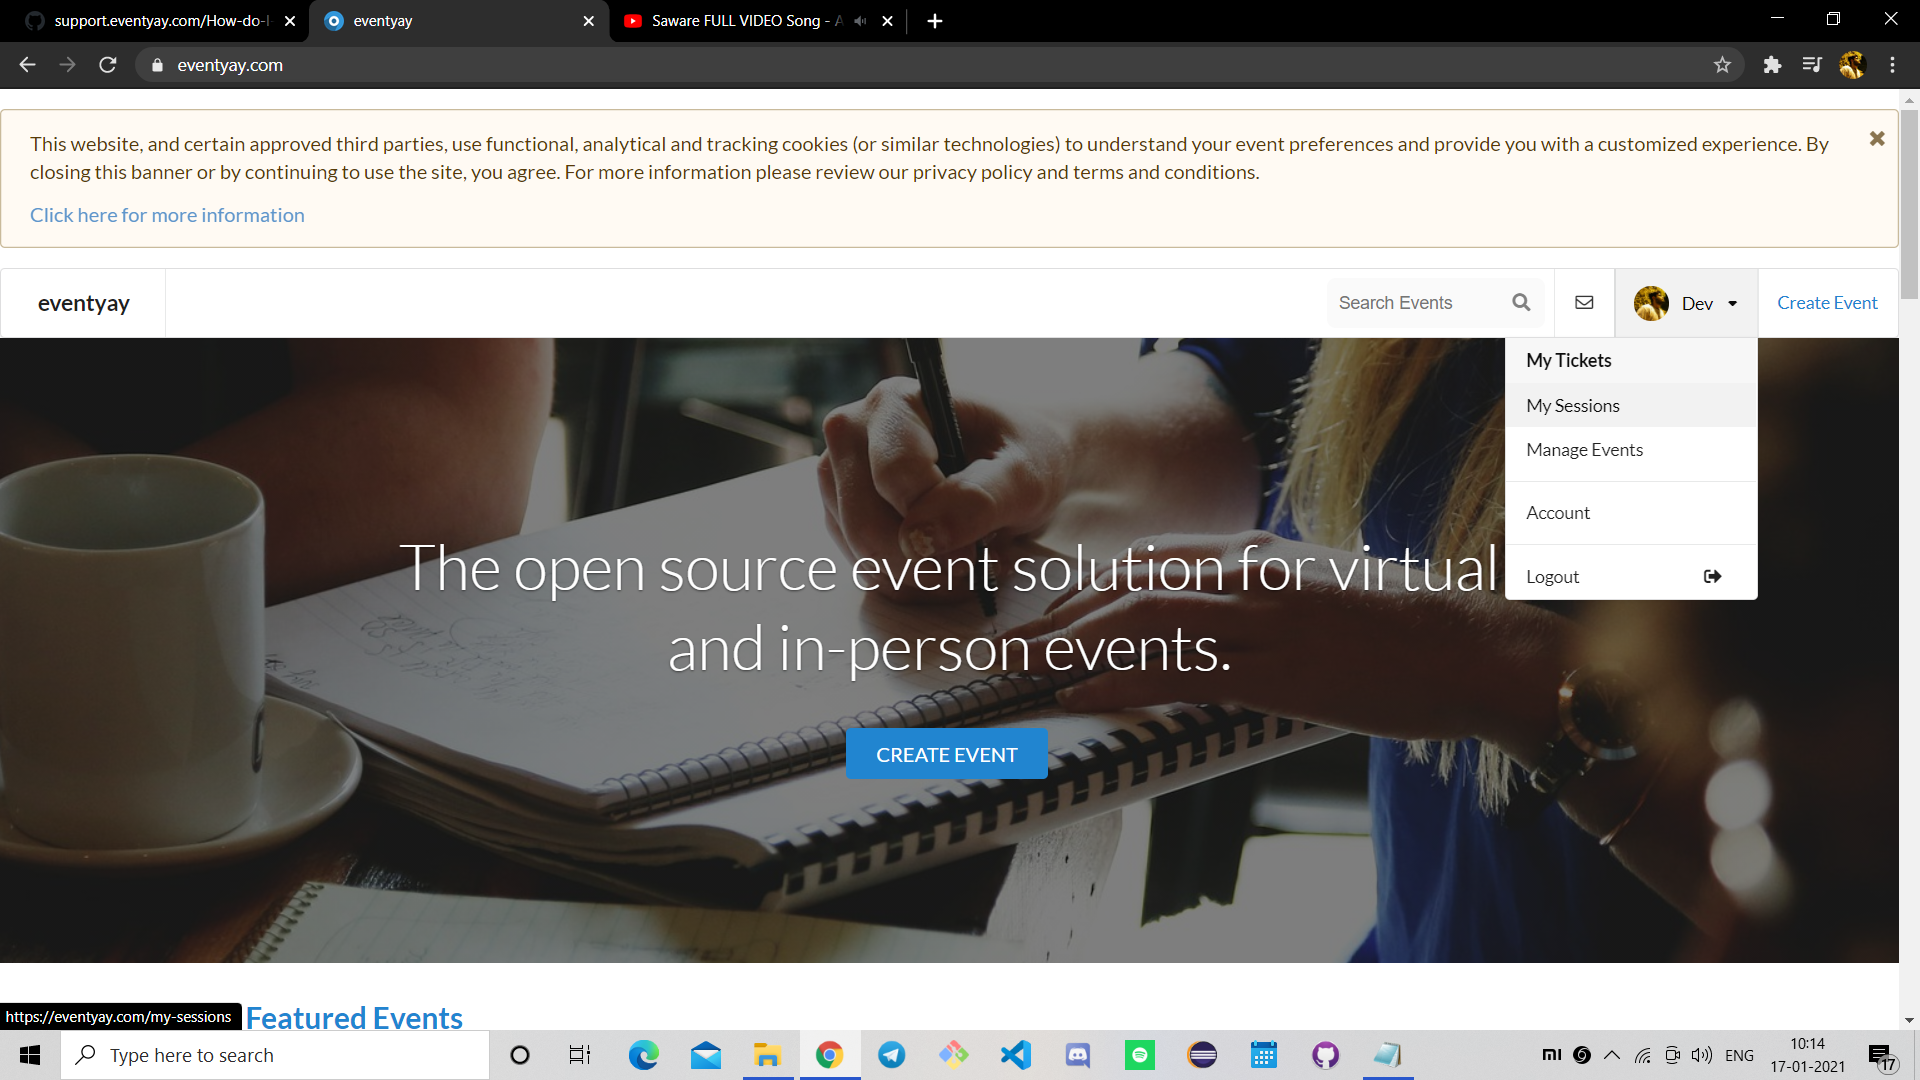 support.eventyay.com/How-do-I-
eventyay
Saware FULL VIDEO Song - A
eventyay.com
This website, and certain approved third parties, use functional, analytical and tracking cookies (or similar technologies) to understand your event preferences and provide you with a customized experience. By
closing this banner or by continuing to use the site, you agree. For more information please review our privacy policy and terms and conditions.
Click here for more information
eventyay
Search Events
Dev
Create Event
My Tickets
My Sessions
Manage Events
Account
Logout
The open source event solution for virtual
and in-person events.
CREATE EVENT
Featured Events
https://eventyay.com/my-sessions
Type here to search
ENG
10:14
17-01-2021
17